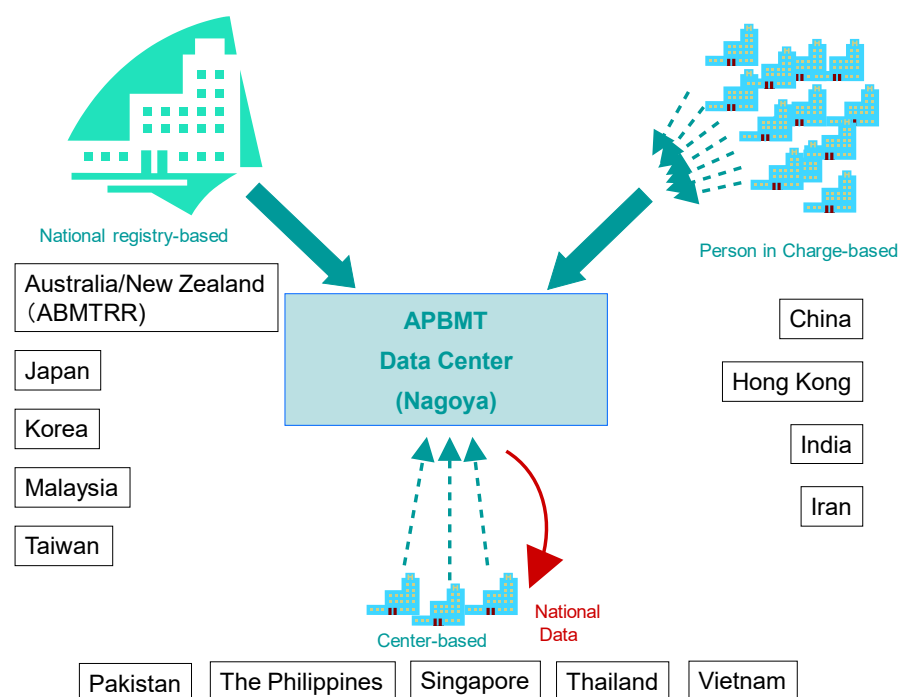 National registry-based
Australia/New Zealand
（ABMTRR)
Japan
Korea
Malaysia
Taiwan
APBMT
Data Center
(Nagoya)
Person in Charge-based
China
Hong Kong
India
Iran
National
Data
Center-based
Pakistan
The Philippines
Singapore
Thailand
Vietnam